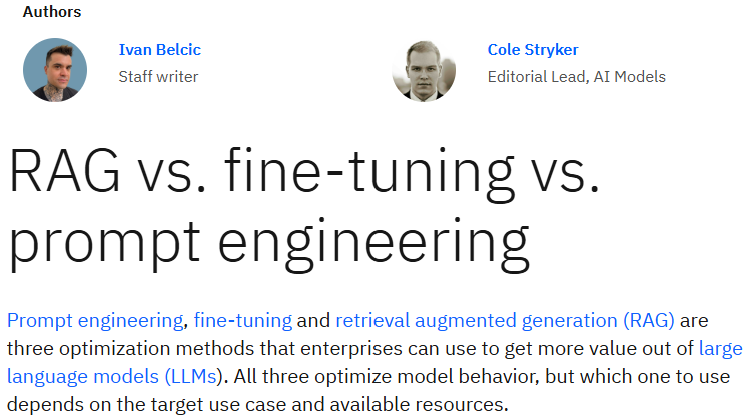 Authors
Ivan Belcic
Staff writer
Cole Stryker
Editorial Lead, AI Models
RAG vs. fine-tuning vs.
prompt engineering
Prompt engineering, fine-tuning and retrieval augmented generation (RAG) are
three optimization methods that enterprises can use to get more value out of large
language models (LLMs). All three optimize model behavior, but which one to use
depends on the target use case and available resources.